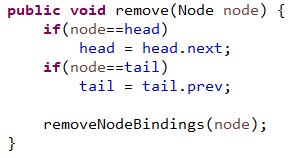 public void remove(Node node) {
    if(node==head)
        head = head.next;
    if(node==tail)
        tail = tail.prev;

    removeNodeBindings(node);
}